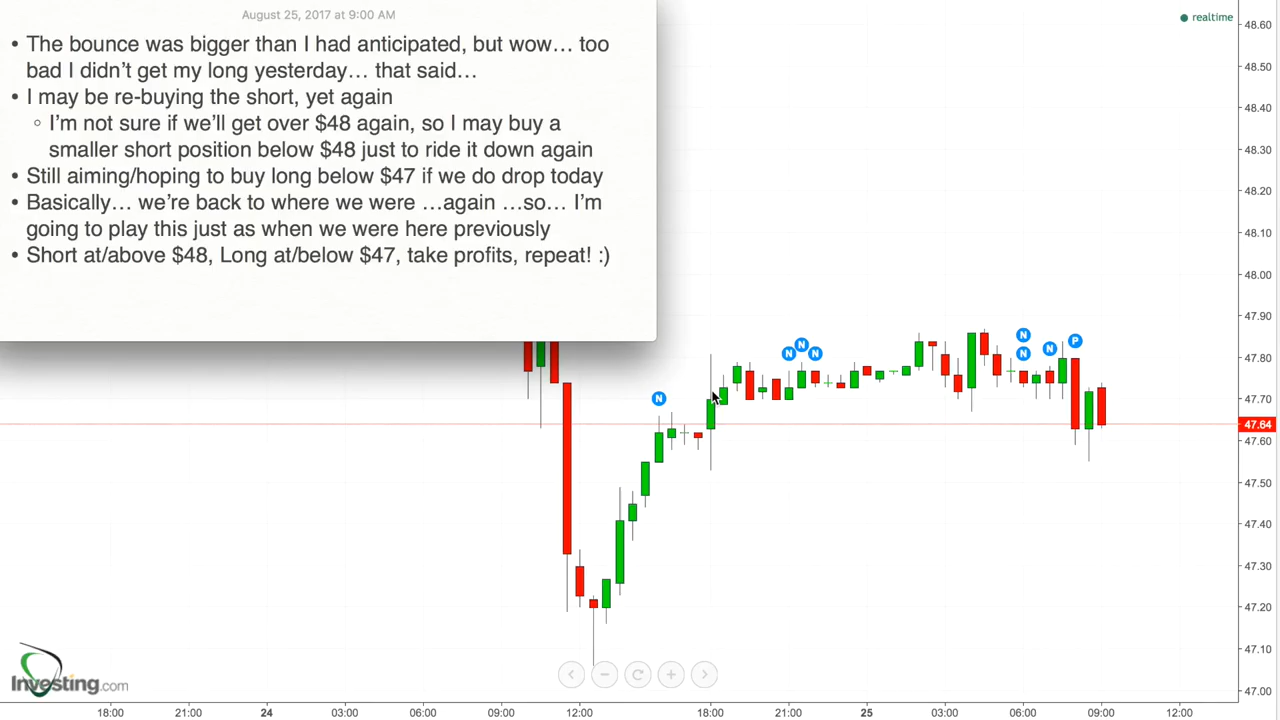 August 25, 2017 at 9:00 AM
• The bounce was bigger than I had anticipated, but wow… too
bad I didn’t get my long yesterday… that said…
• I may be re-buying the short, yet again
◦ I’m not sure if we’ll get over $48 again, so I may buy a
smaller short position below $48 just to ride it down again
• Still aiming/hoping to buy long below $47 if we do drop today
• Basically… we’re back to where we were …again …so… I’m
going to play this just as when we were here previously
• Short at/above $48, Long at/below $47, take profits, repeat! :)
realtime
48.60
48.50
48.40
48.30
48.20
48.10
48.00
47.90
47.80
47.70
47.64
47.60
47.50
47.40
47.30
47.20
47.10
47.00
N
N
N
N
N
N
N
P
Investing.com
18:00 21:00 24 03:00 06:00 09:00 12:00 18:00 21:00 25 03:00 06:00 09:00 12:00